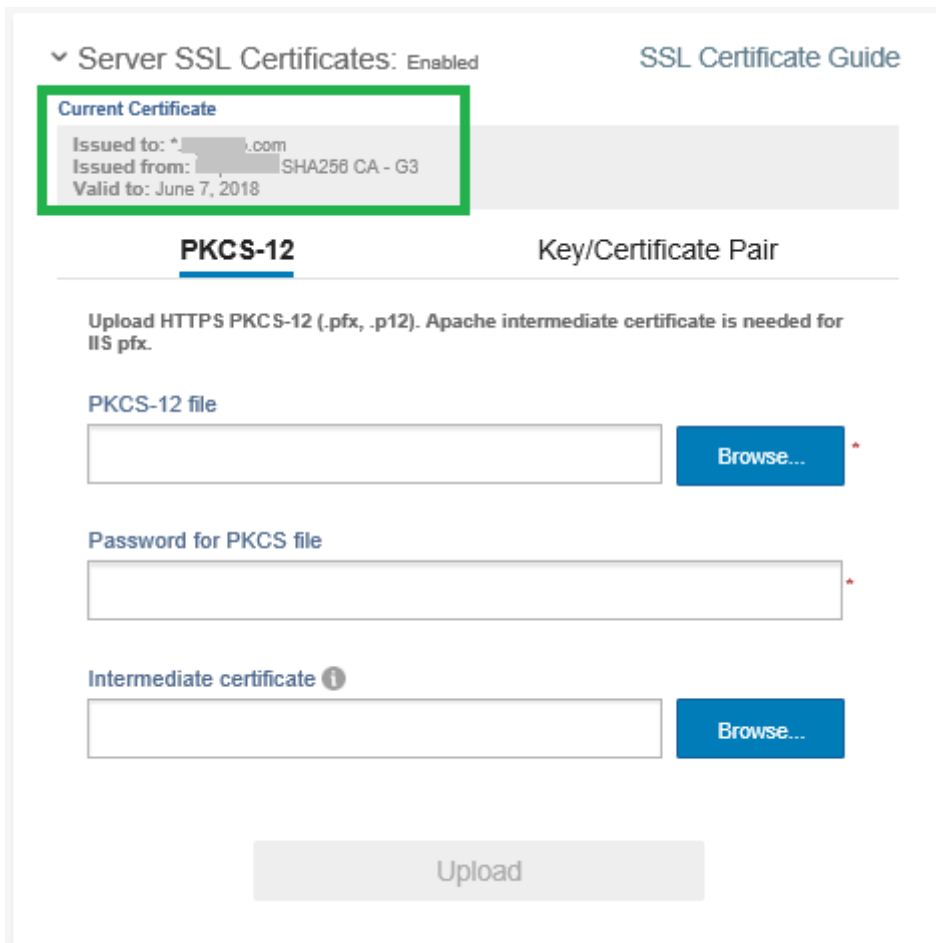 Server SSL Certificates: Enabled
SSL Certificate Guide
Current Certificate
Issued to: *. .com
Issued from: SHA256 CA - G3
Valid to: June 7, 2018
PKCS-12
Key/Certificate Pair
Upload HTTPS PKCS-12 (.pfx, .p12). Apache intermediate certificate is needed for
IIS pfx.
PKCS-12 file
Browse...
*
Password for PKCS file
*
Intermediate certificate
Browse...
Upload